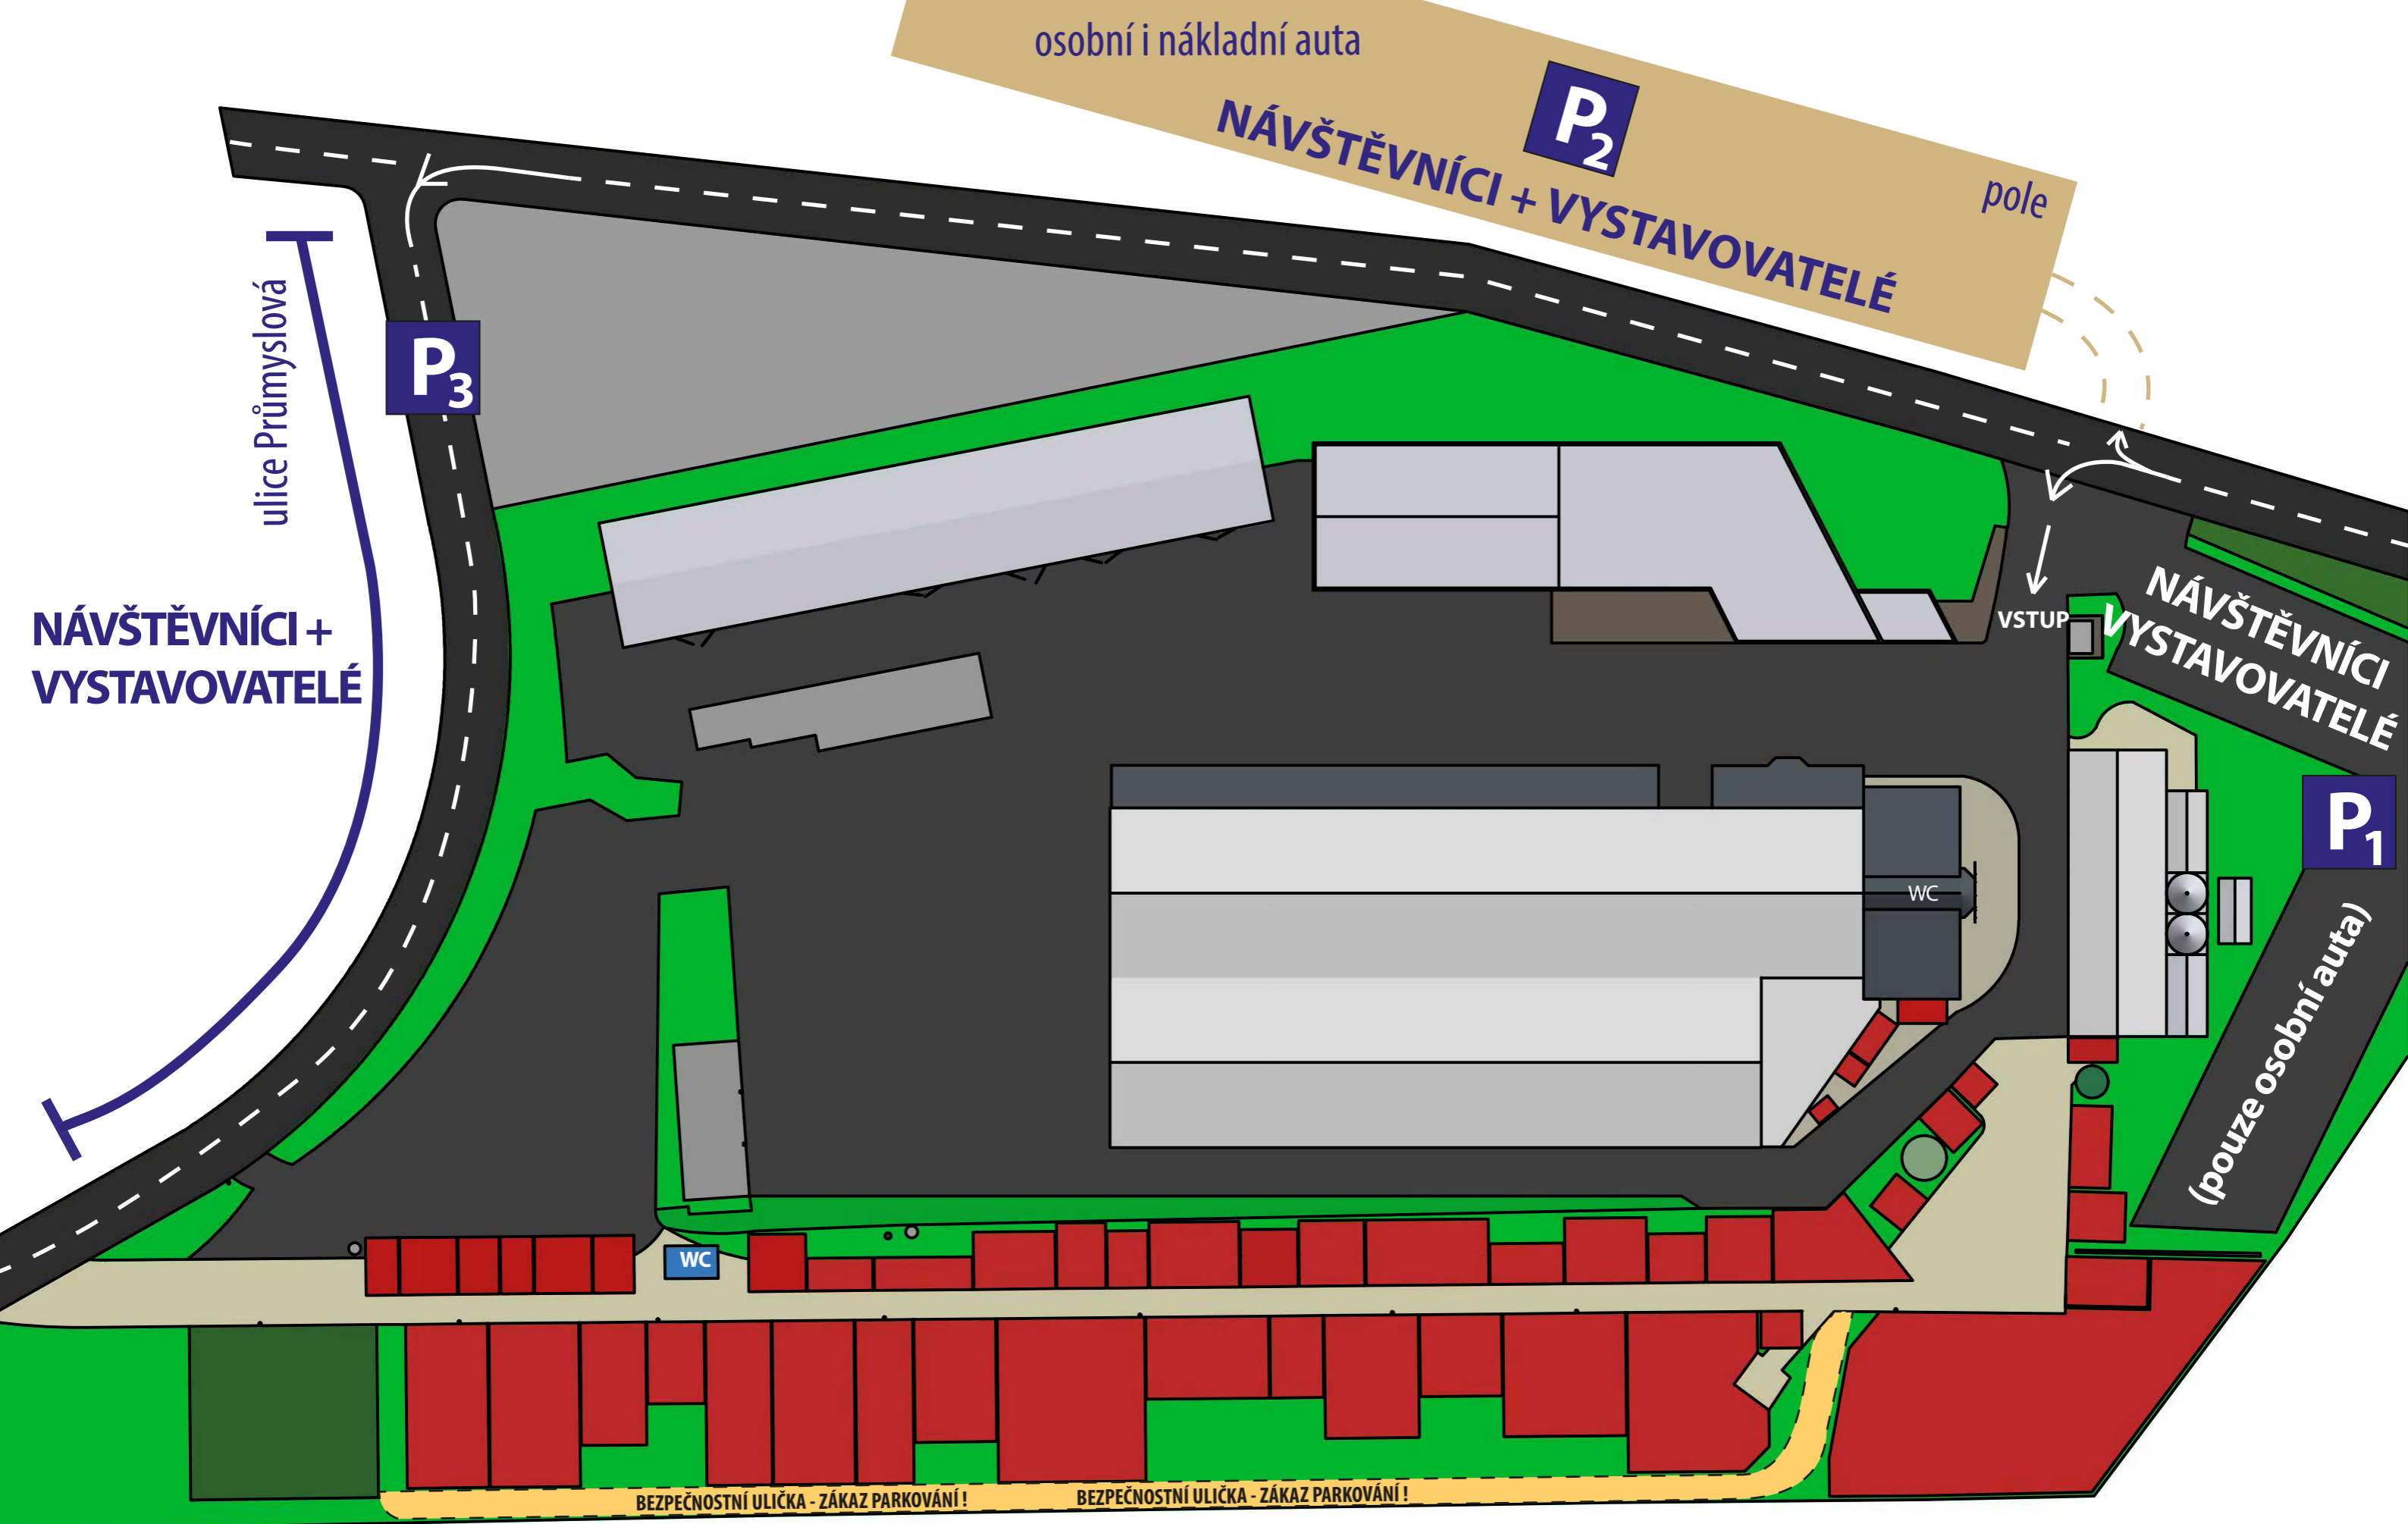 osobní i nákladní auta
P2
NÁVŠTĚVNÍCI + VYSTAVOVATELÉ
pole
ulice Průmyslová
P3
NÁVŠTĚVNÍCI +
VYSTAVOVATELÉ
VSTUP
NÁVŠTĚVNÍCI
VYSTAVOVATELÉ
P1
(pouze osobní auta)
WC
WC
BEZPEČNOSTNÍ ULIČKA - ZÁKAZ PARKOVÁNÍ !
BEZPEČNOSTNÍ ULIČKA - ZÁKAZ PARKOVÁNÍ !